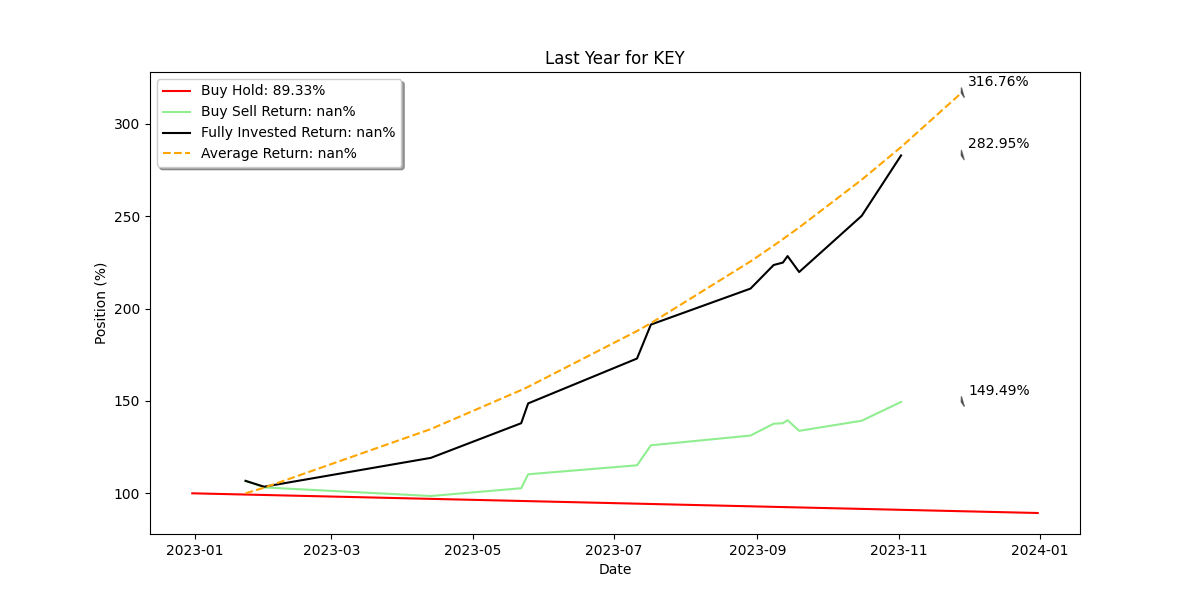 Last Year for KEY
Buy Hold: 89.33%
Buy Sell Return: nan%
Fully Invested Return: nan%
Average Return: nan%
316.76%
282.95%
149.49%
Position (%)
300
250
200
150
100
2023-01 2023-03 2023-05 2023-07 2023-09 2023-11 2024-01
Date